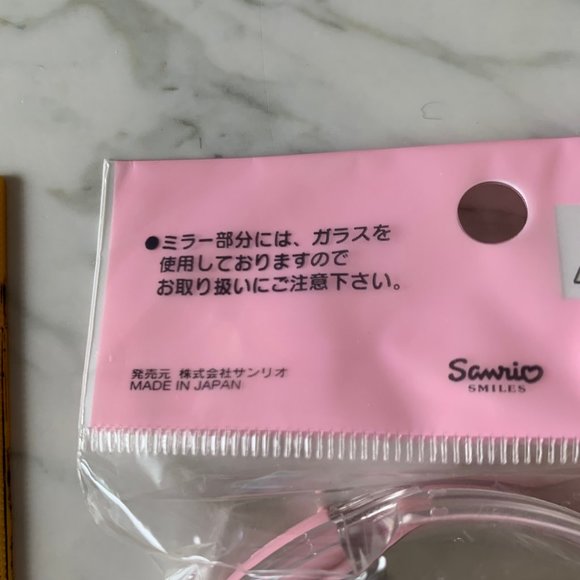 ●ミラー部分には、ガラスを
使用しておりますので
お取り扱いにご注意下さい。
発売元 株式会社サンリオ
MADE IN JAPAN
Sanrio
SMILES